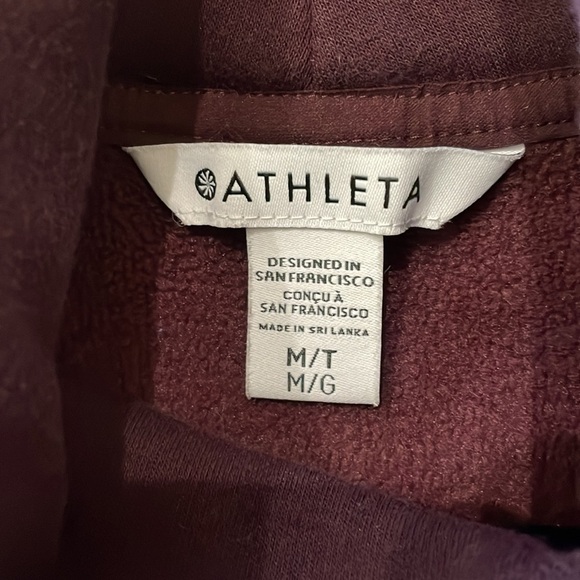 ATHLETA
DESIGNED IN
SAN FRANCISCO
CONÇU À
SAN FRANCISCO
MADE IN SRI LANKA
M/T
M/G